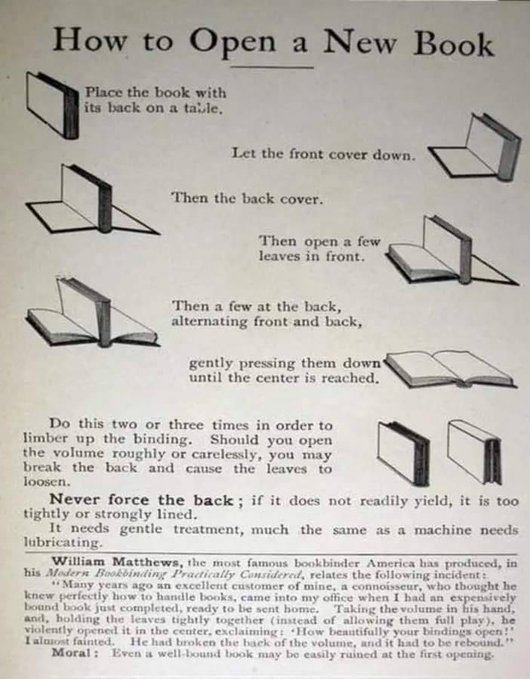 How to Open a New Book
Place the book with
its back on a table.
Let the front cover down.
Then the back cover.
Then open a few
leaves in front.
Then a few at the back,
alternating front and back,
gently pressing them down
until the center is reached.
Do this two or three times in order to
limber up the binding. Should you open
the volume roughly or carelessly, you may
break the back and cause the leaves to
loosen.
Never force the back; if it does not readily yield, it is too
tightly or strongly lined.
It needs gentle treatment, much the same as a machine needs
lubricating.
William Matthews, the most famous bookbinder America has produced, in
his Modern Bookbinding Practically Considered, relates the following incident:
"Many years ago an excellent customer of mine, a connoisseur, who thought he
knew perfectly how to handle books, came into my office when I had an expensively
bound book just completed, ready to be sent home. Taking the volume in his hand,
and, holding the leaves tightly together (instead of allowing them full play), he
violently opened it in the center, exclaiming: 'How beautifully your bindings open!'
I almost fainted. He had broken the back of the volume, and it had to be rebound."
Moral: Even a well-bound book may be easily ruined at the first opening.